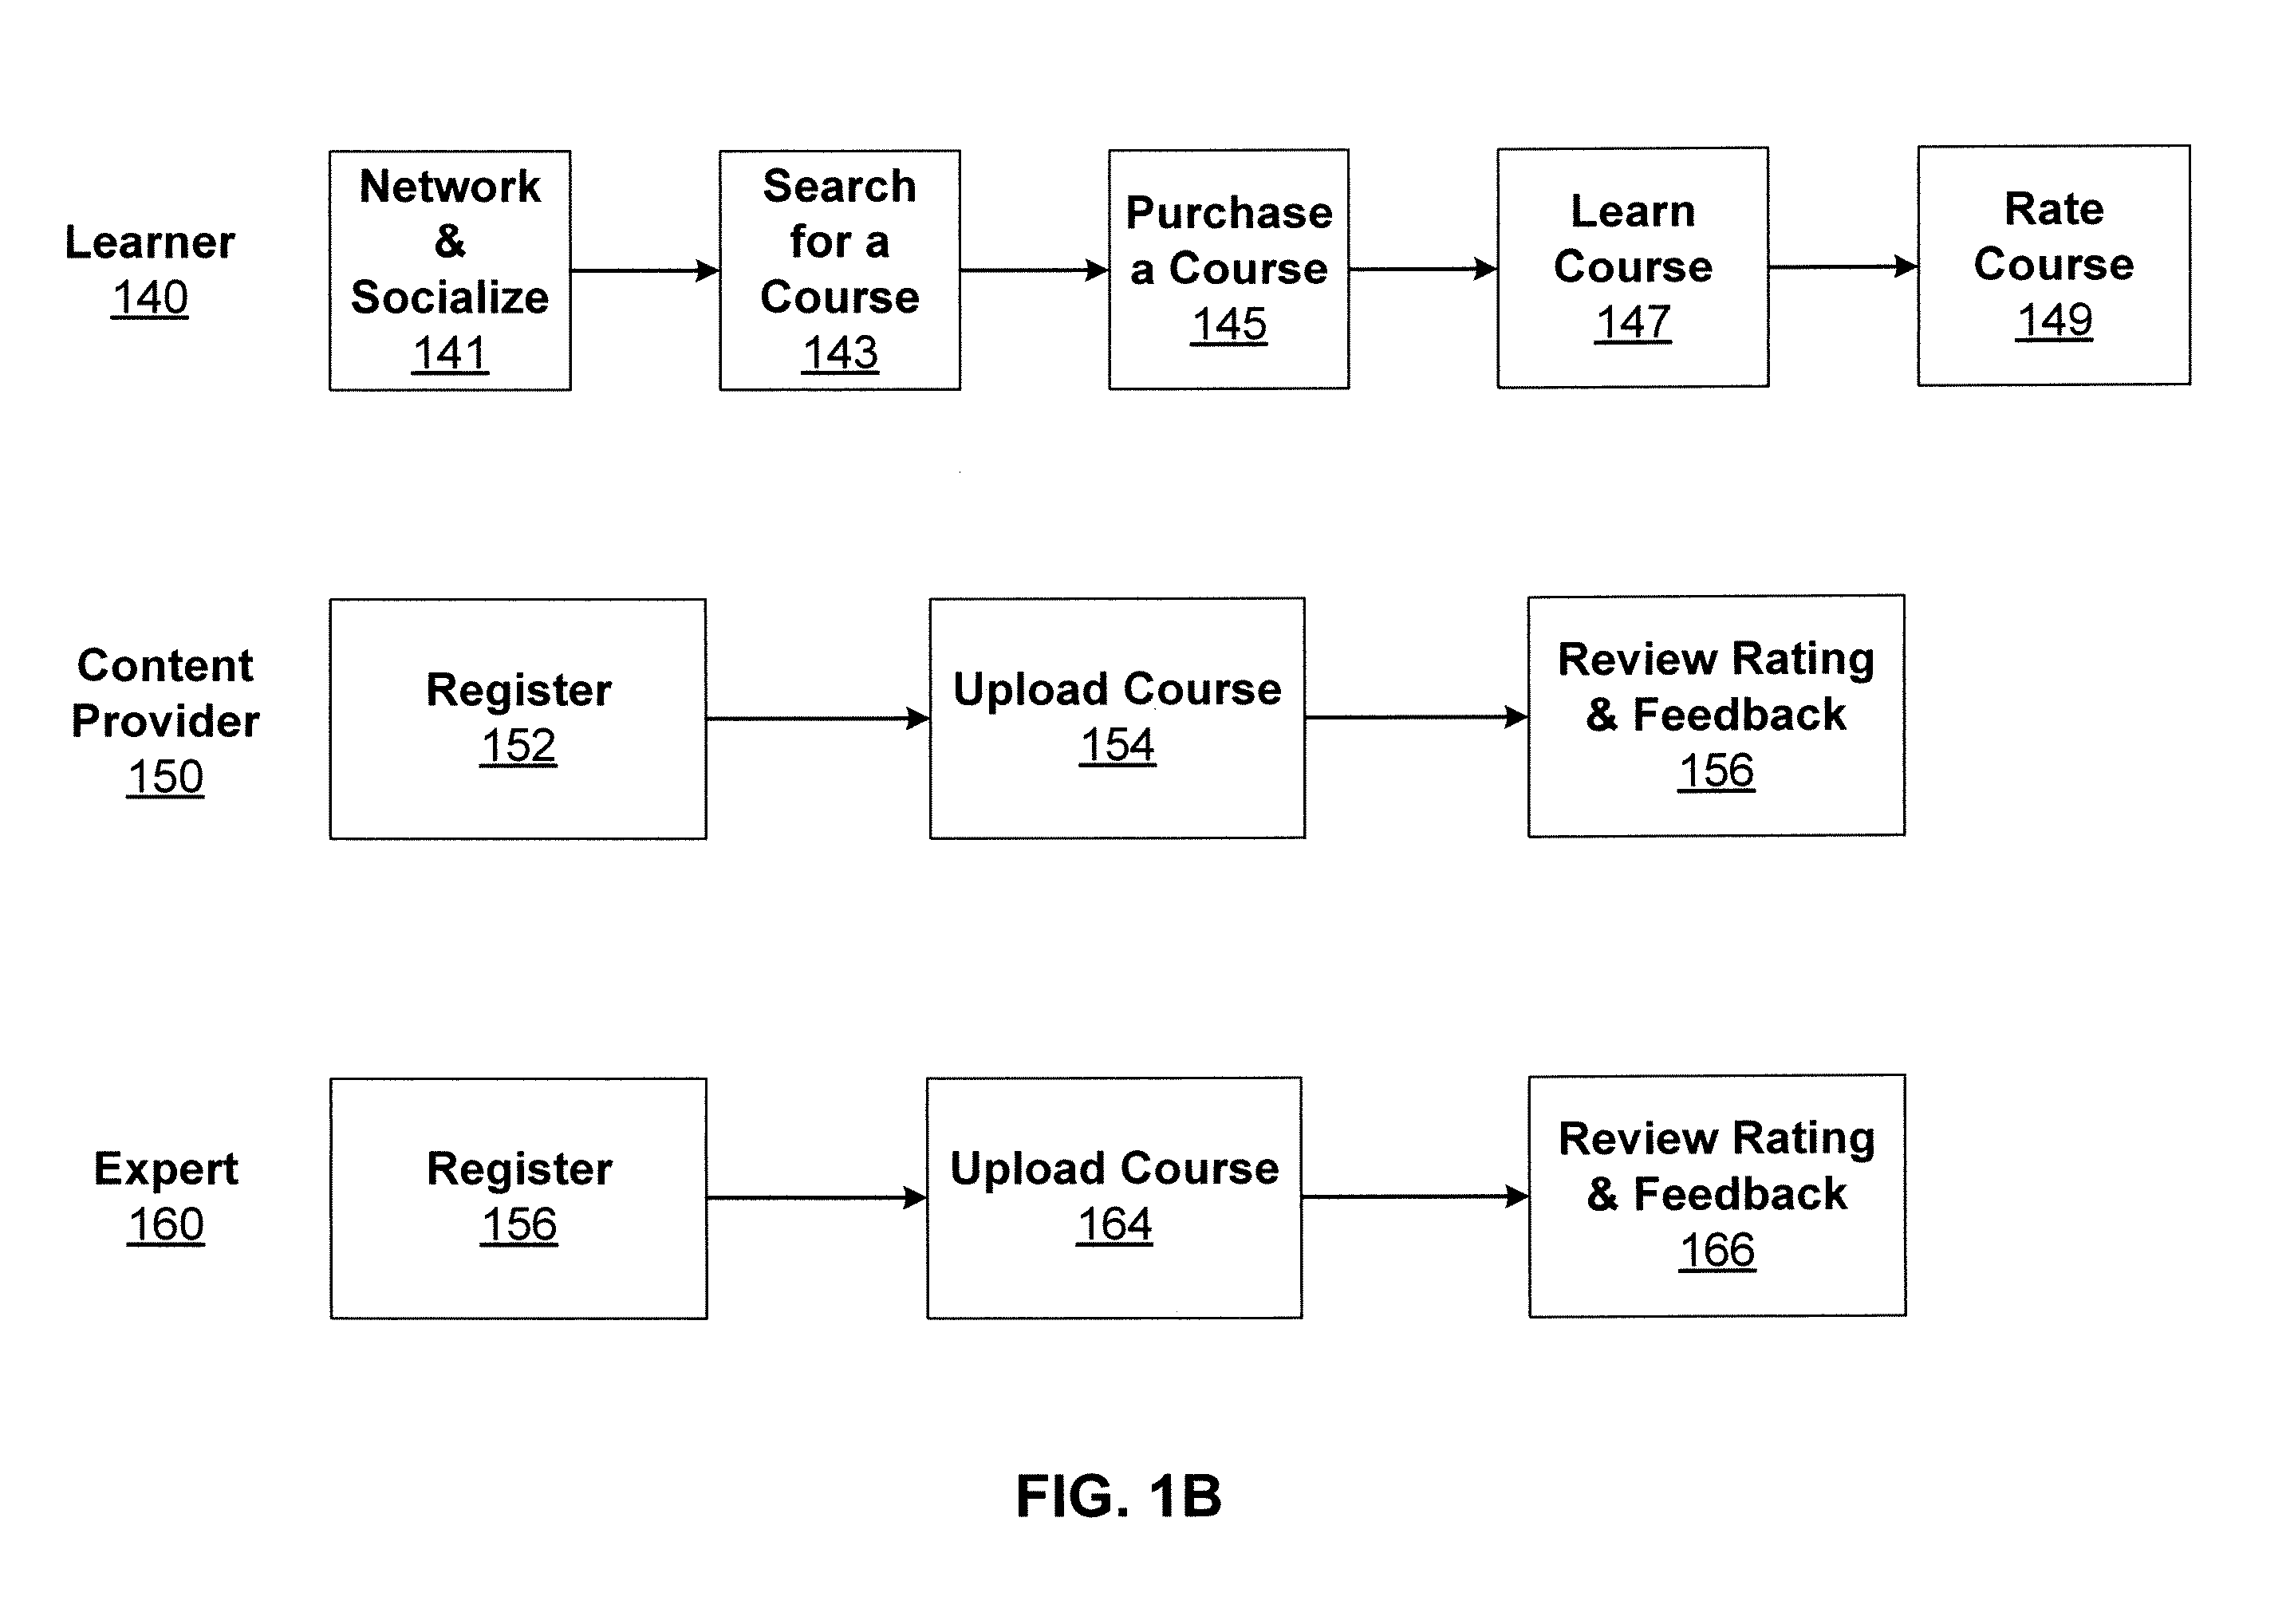 Learner
140
Network
&
Socialize
141
Search
for a
Course
143
Purchase
a Course
145
Learn
Course
147
Rate
Course
149
Content
Provider
150
Register
152
Upload Course
154
Review Rating
& Feedback
156
Expert
160
Register
156
Upload Course
164
Review Rating
& Feedback
166
FIG. 1B